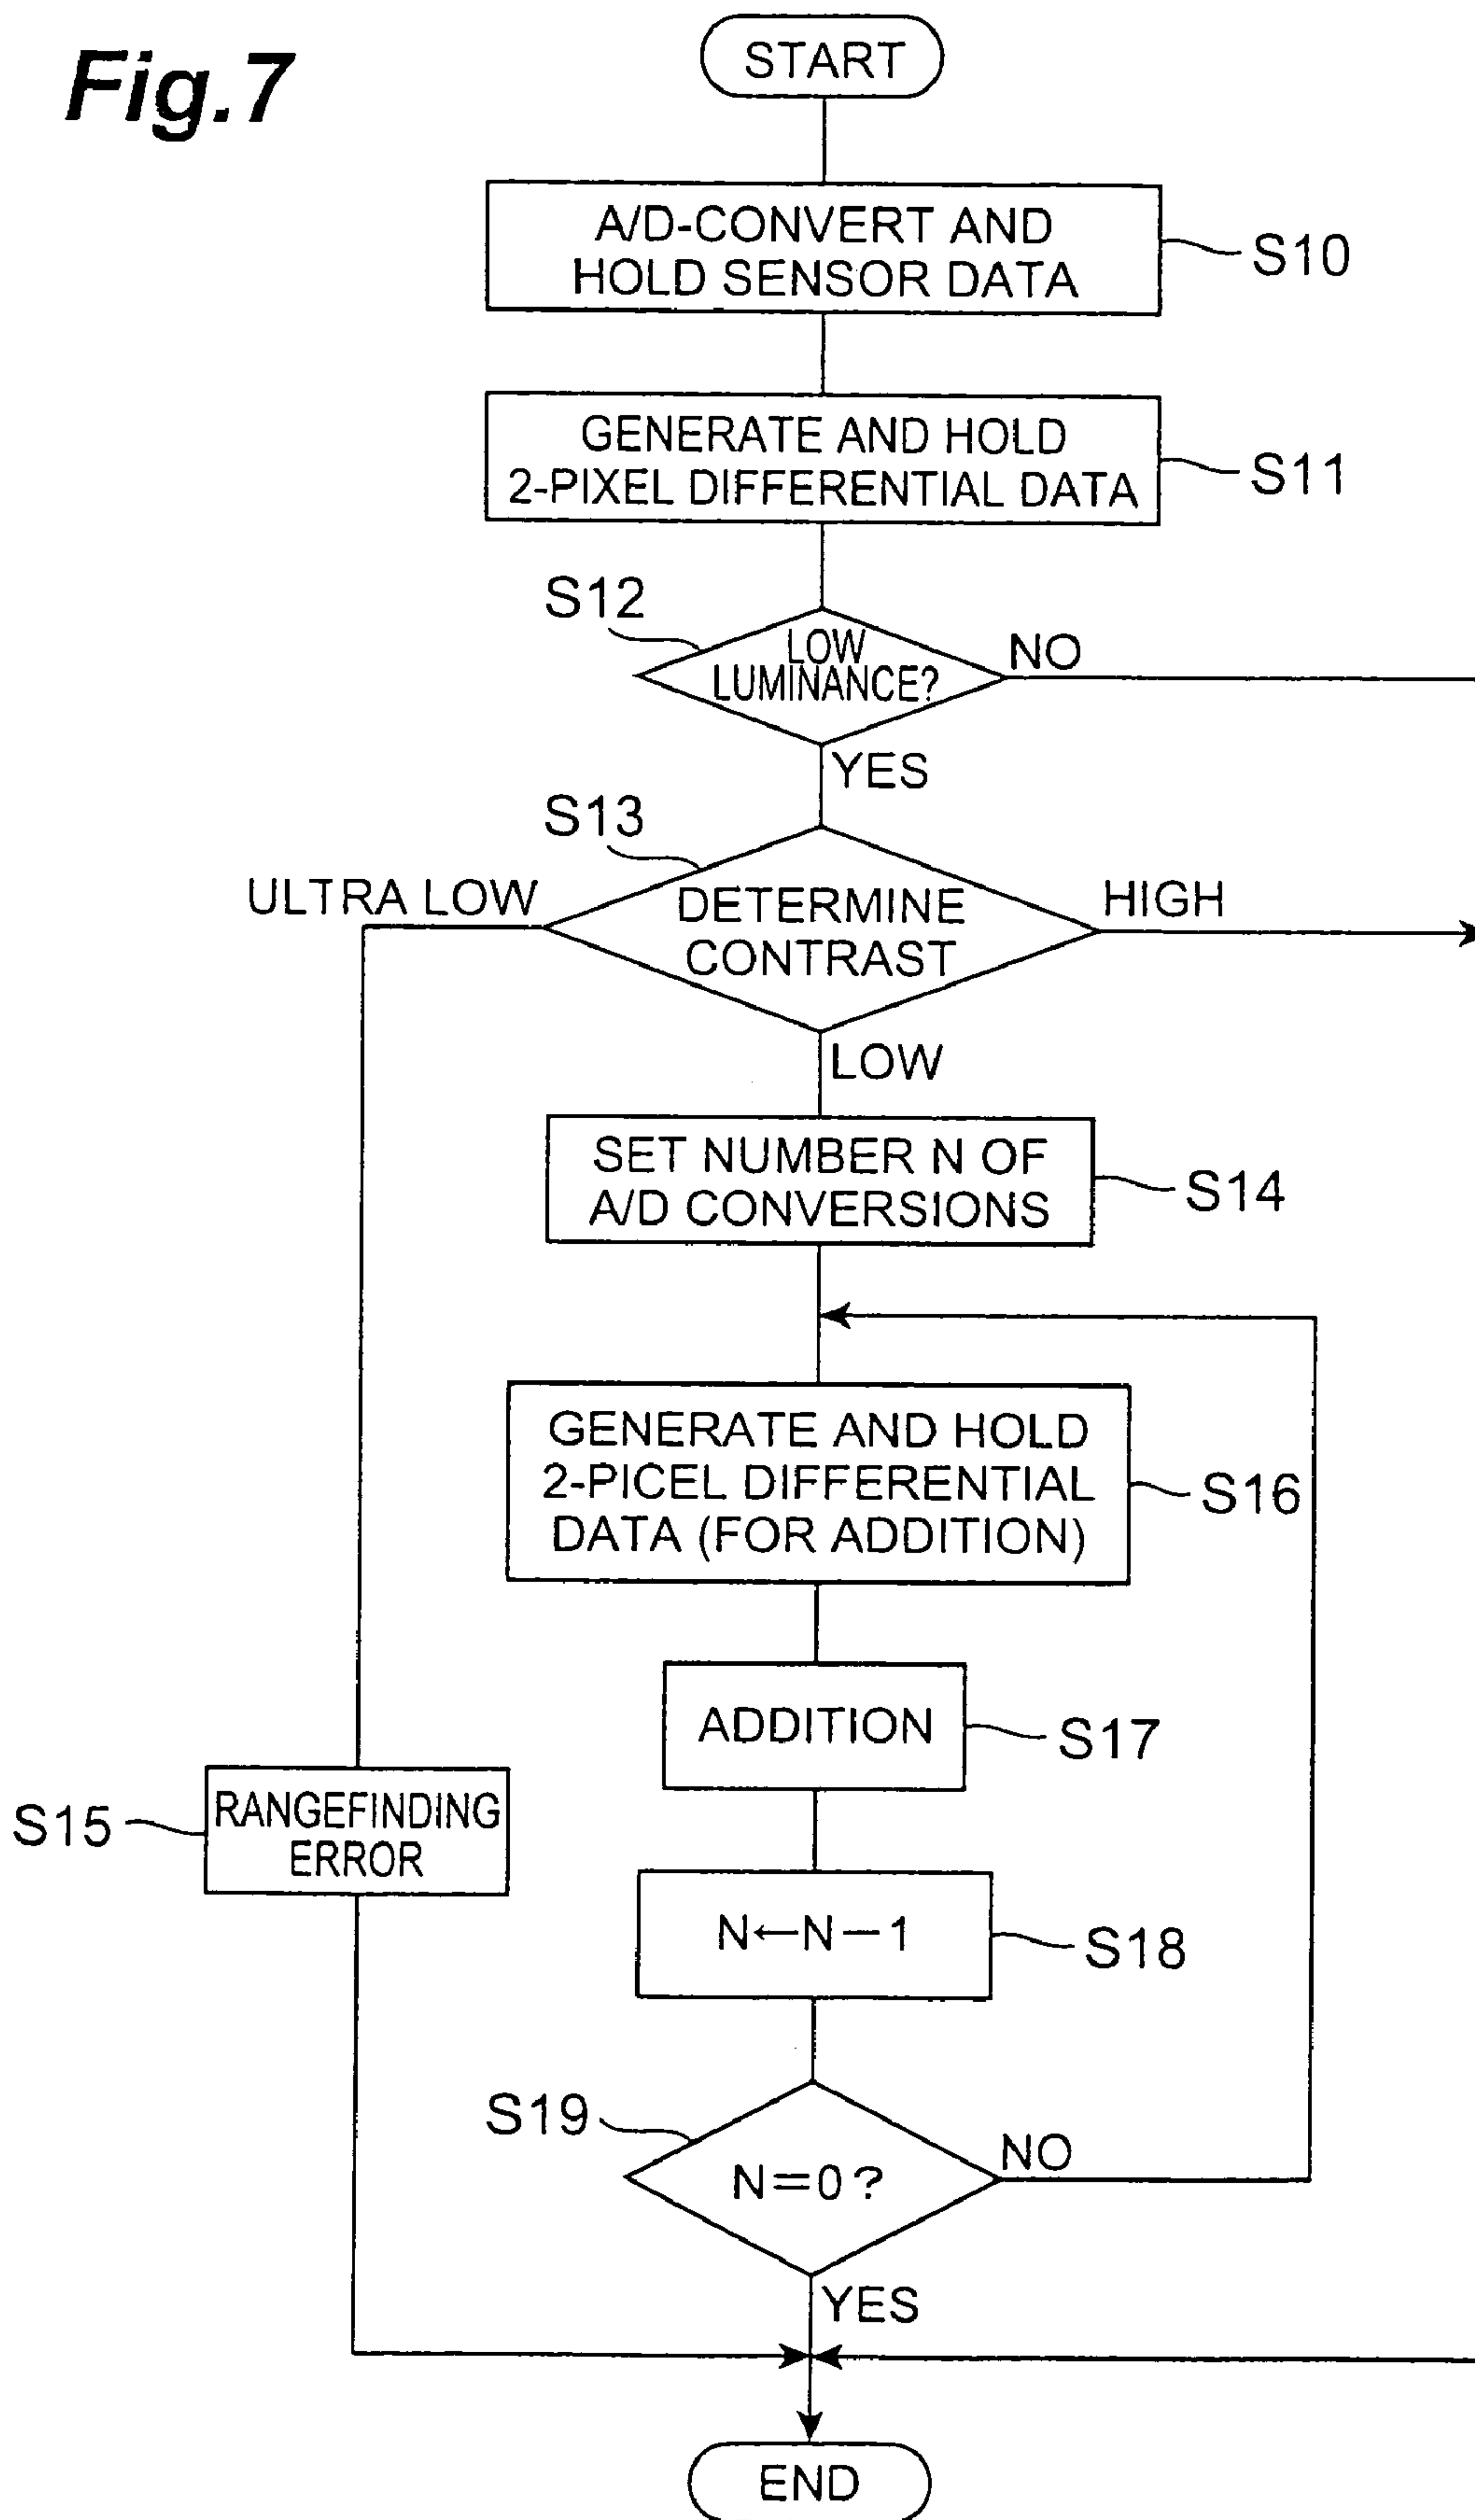 Fig.7
START
A/D-CONVERT AND
HOLD SENSOR DATA
S10
GENERATE AND HOLD
2-PIXEL DIFFERENTIAL DATA
S11
S12
LOW
LUMINANCE?
NO
YES
S13
ULTRA LOW
DETERMINE
CONTRAST
HIGH
LOW
SET NUMBER N OF
A/D CONVERSIONS
S14
GENERATE AND HOLD
2-PICEL DIFFERENTIAL
DATA (FOR ADDITION)
S16
ADDITION
S17
S15
RANGEFINDING
ERROR
N←N-1
S18
S19
N=0?
NO
YES
END